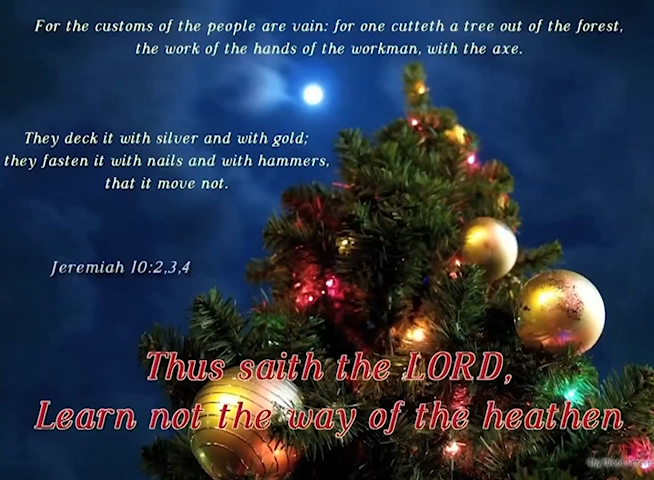 For the customs of the people are vain: for one cutteth a tree out of the forest,
the work of the hands of the workman, with the axe.
They deck it with silver and with gold;
they fasten it with nails and with hammers,
that it move not.
Jeremiah 10:2,3,4
Thus saith the LORD,
Learn not the way of the heathen